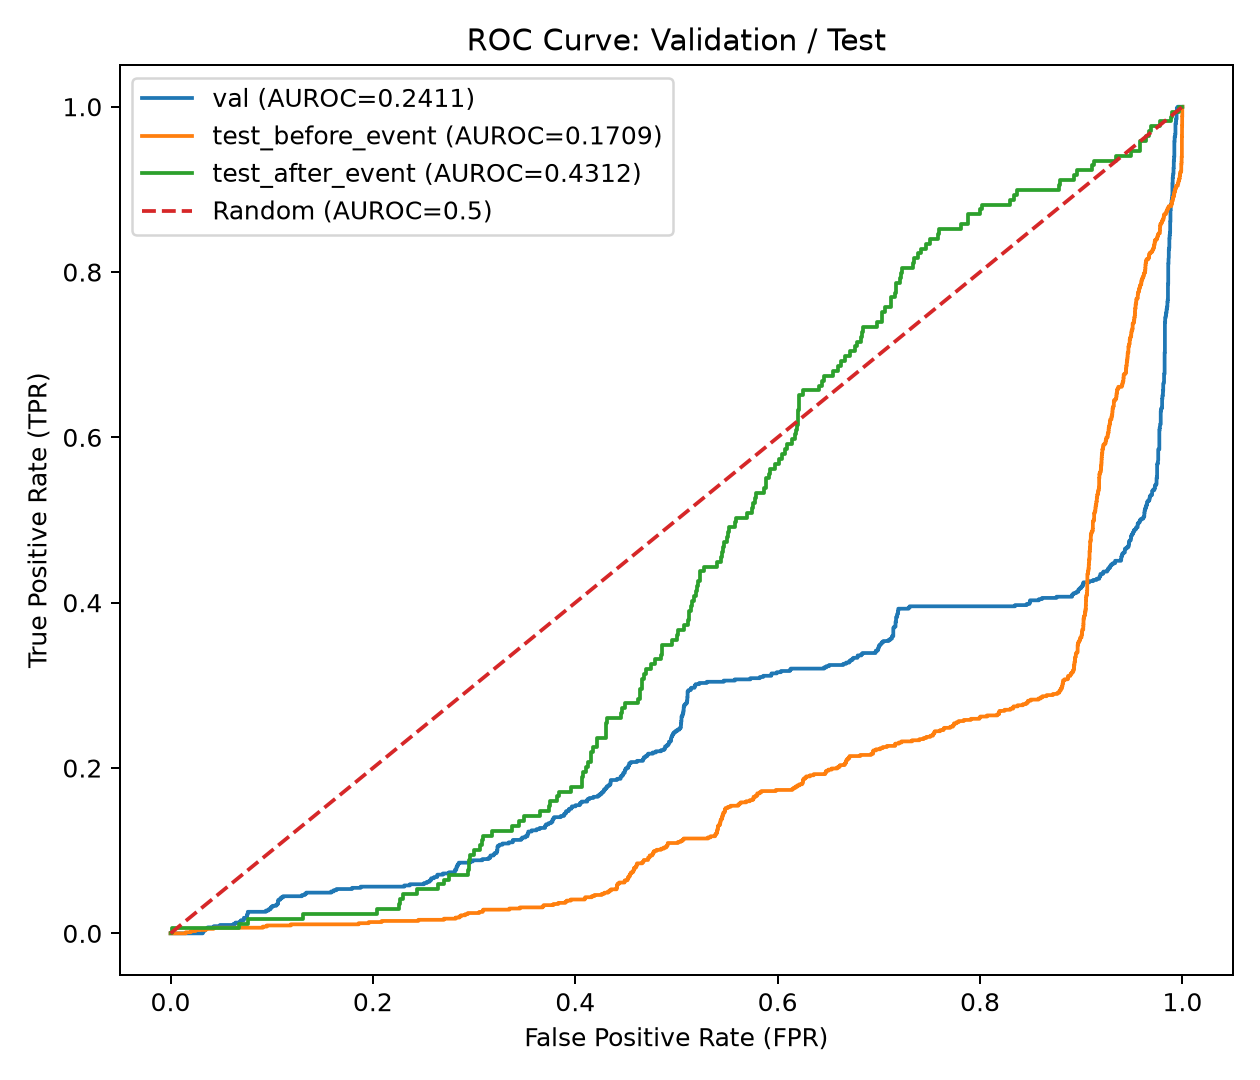 ROC Curve: Validation / Test
val (AUROC=0.2411)
test_before_event (AUROC=0.1709)
test_after_event (AUROC=0.4312)
Random (AUROC=0.5)
True Positive Rate (TPR)
1.0
0.8
0.6
0.4
0.2
0.0
0.0 0.2 0.4 0.6 0.8 1.0
False Positive Rate (FPR)